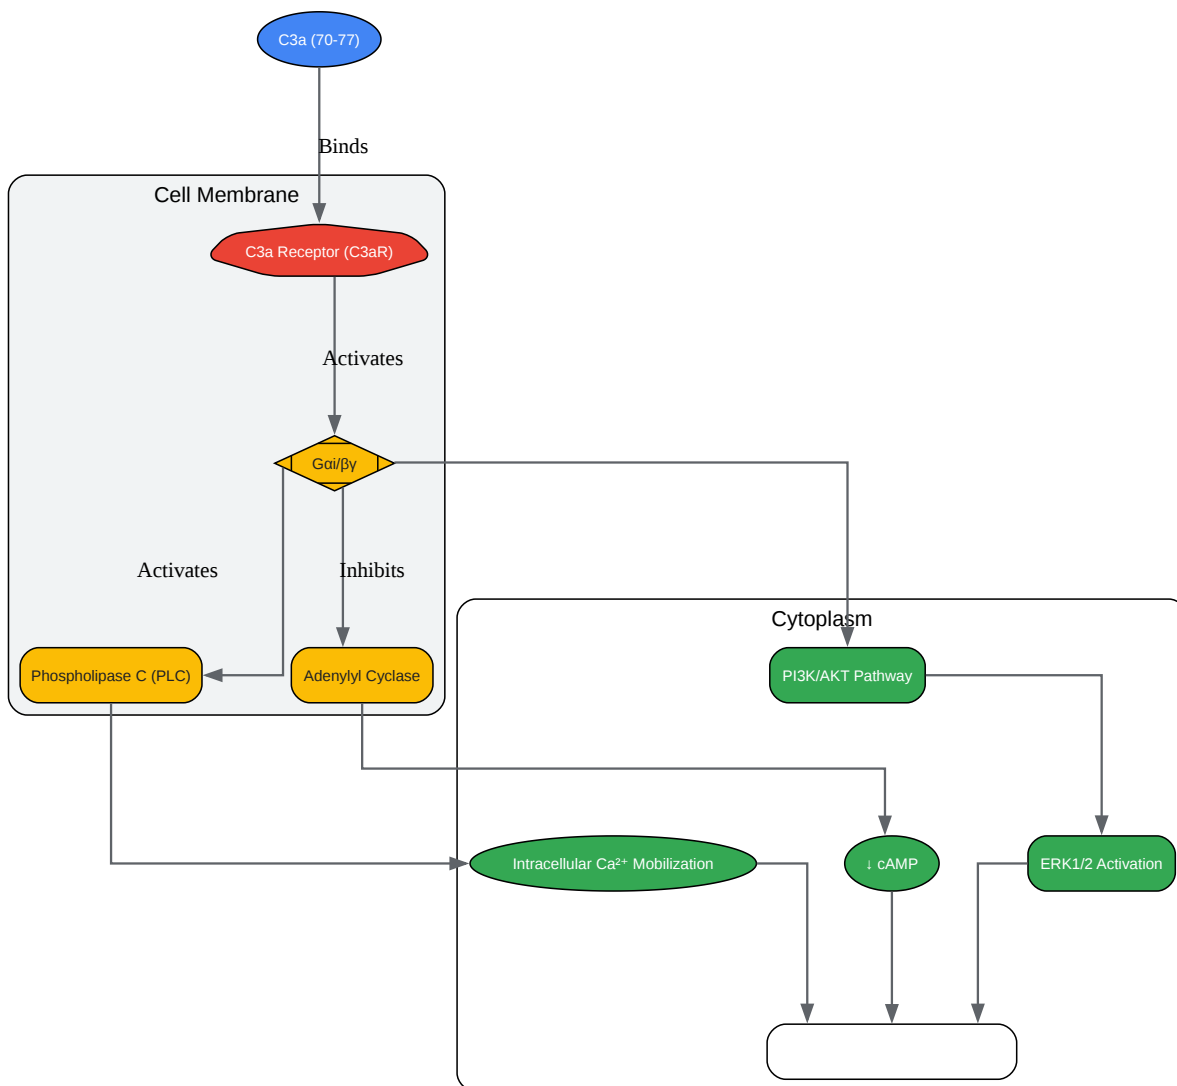 C3a (70-77)
Binds
Cell Membrane
C3a Receptor (C3aR)
Activates
Gαi/βγ
Activates
Inhibits
Cytoplasm
Phospholipase C (PLC)
Adenylyl Cyclase
PI3K/AKT Pathway
Intracellular Ca²⁺ Mobilization
↓ cAMP
ERK1/2 Activation